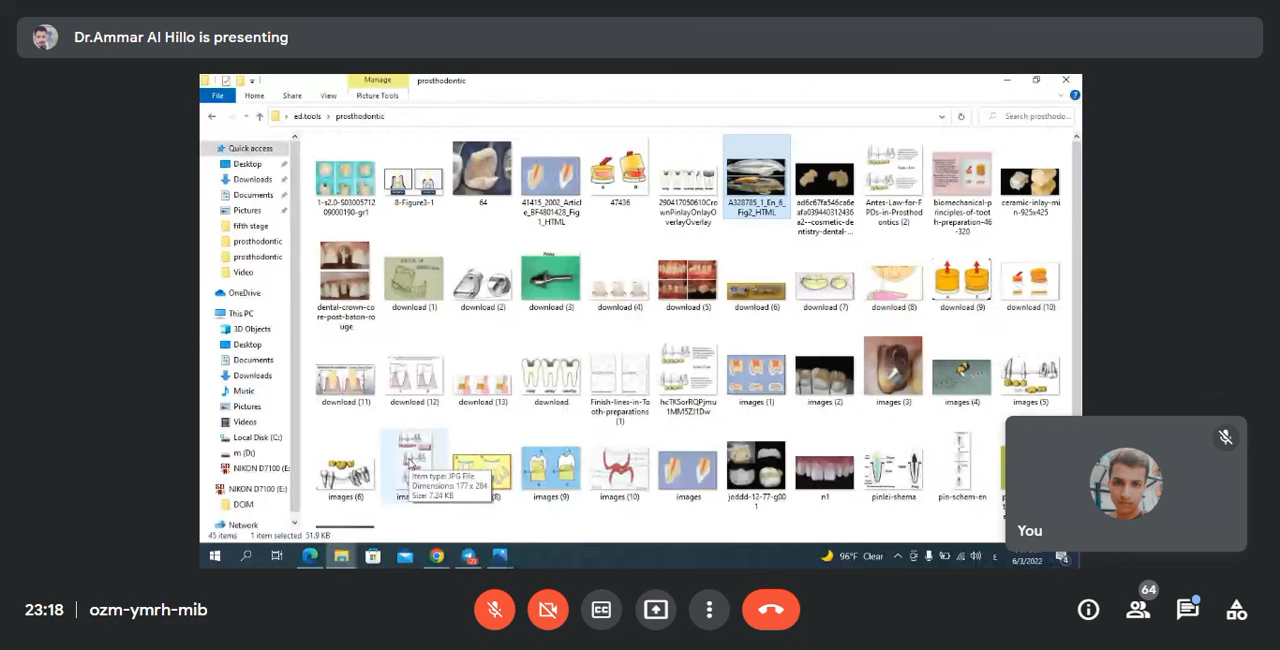 Dr.Ammar Al Hillo is presenting
Manage
prosthodontic
File
Home
Share
View
Picture Tools
ed.tools
prosthodontic
Search prosthodo...
Quick access
Desktop
Downloads
Documents
Pictures
fifth stage
prosthodontic
prosthodontic
Video
OneDrive
This PC
3D Objects
Desktop
Documents
Downloads
Music
Pictures
Videos
Local Disk (C:)
m (D:)
NIKON D7100 (E:
NIKON D7100 (E:)
DCIM
Network
1-s2.0-S03005712
09000190-gr1
8-Figure3-1
64
41415_2002_Articl
e_BF4801428_Fig
1_HTML
47436
290417050610Cro
wnPinlayOnlayO
verlayOverlay
A328785_1_En_6_
Fig2_HTML
ad6c67fa546ca6e
afa039440312436
a2--cosmetic-de
ntistry-dental-...
Antes-Law-for-F
PDs-in-Prosthod
ontics (2)
biomechanical-p
rinciples-of-toot
h-preparation-46
-320
ceramic-inlay-mi
n-925x425
dental-crown-co
re-post-baton-ro
uge
download (1)
download (2)
download (3)
download (4)
download (5)
download (6)
download (7)
download (8)
download (9)
download (10)
download (11)
download (12)
download (13)
download
Finish-lines-in-To
oth-preparations
(1)
hcTKSorRQPjmu
1MM5ZJ1Dw
images (1)
images (2)
images (3)
images (4)
images (5)
images (6)
Item type: JPG File
Dimensions: 177 x 284
Size: 7.24 KB
images (9)
images (10)
images
joddd-12-77-g00
1
n1
pinlei-shema
pin-schem-en
45 items
1 item selected 51.9 KB
96°F Clear
6/3/2022
You
23:18
ozm-ymrh-mib
64